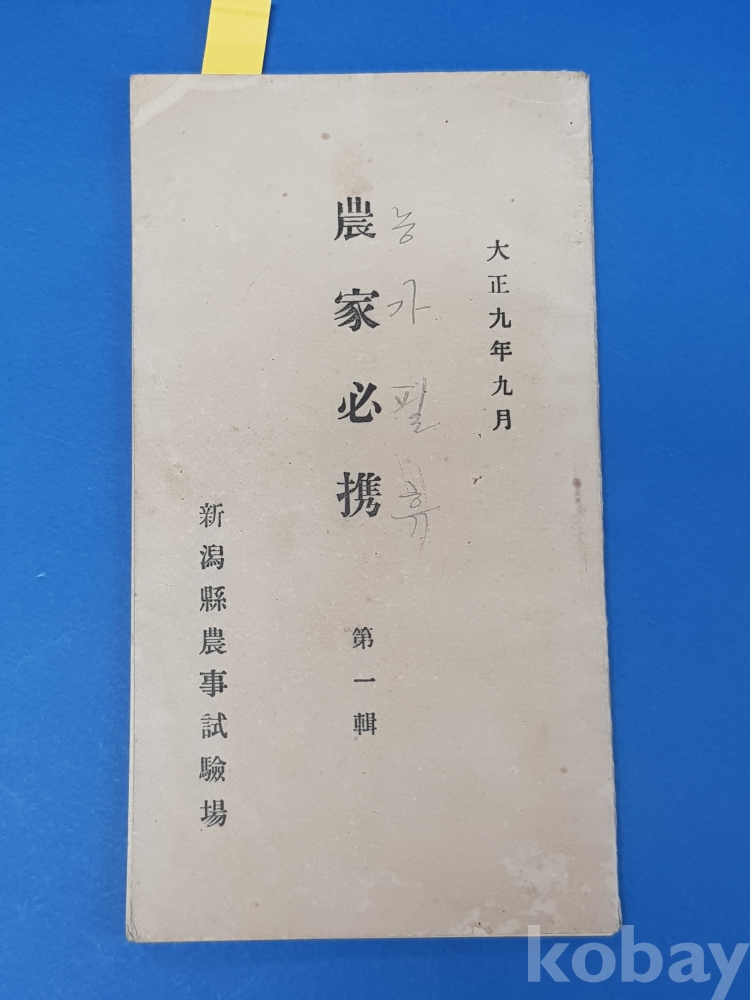 大正九年九月
農家必携 第一輯
농가필휴
新潟縣農事試驗場
kobay